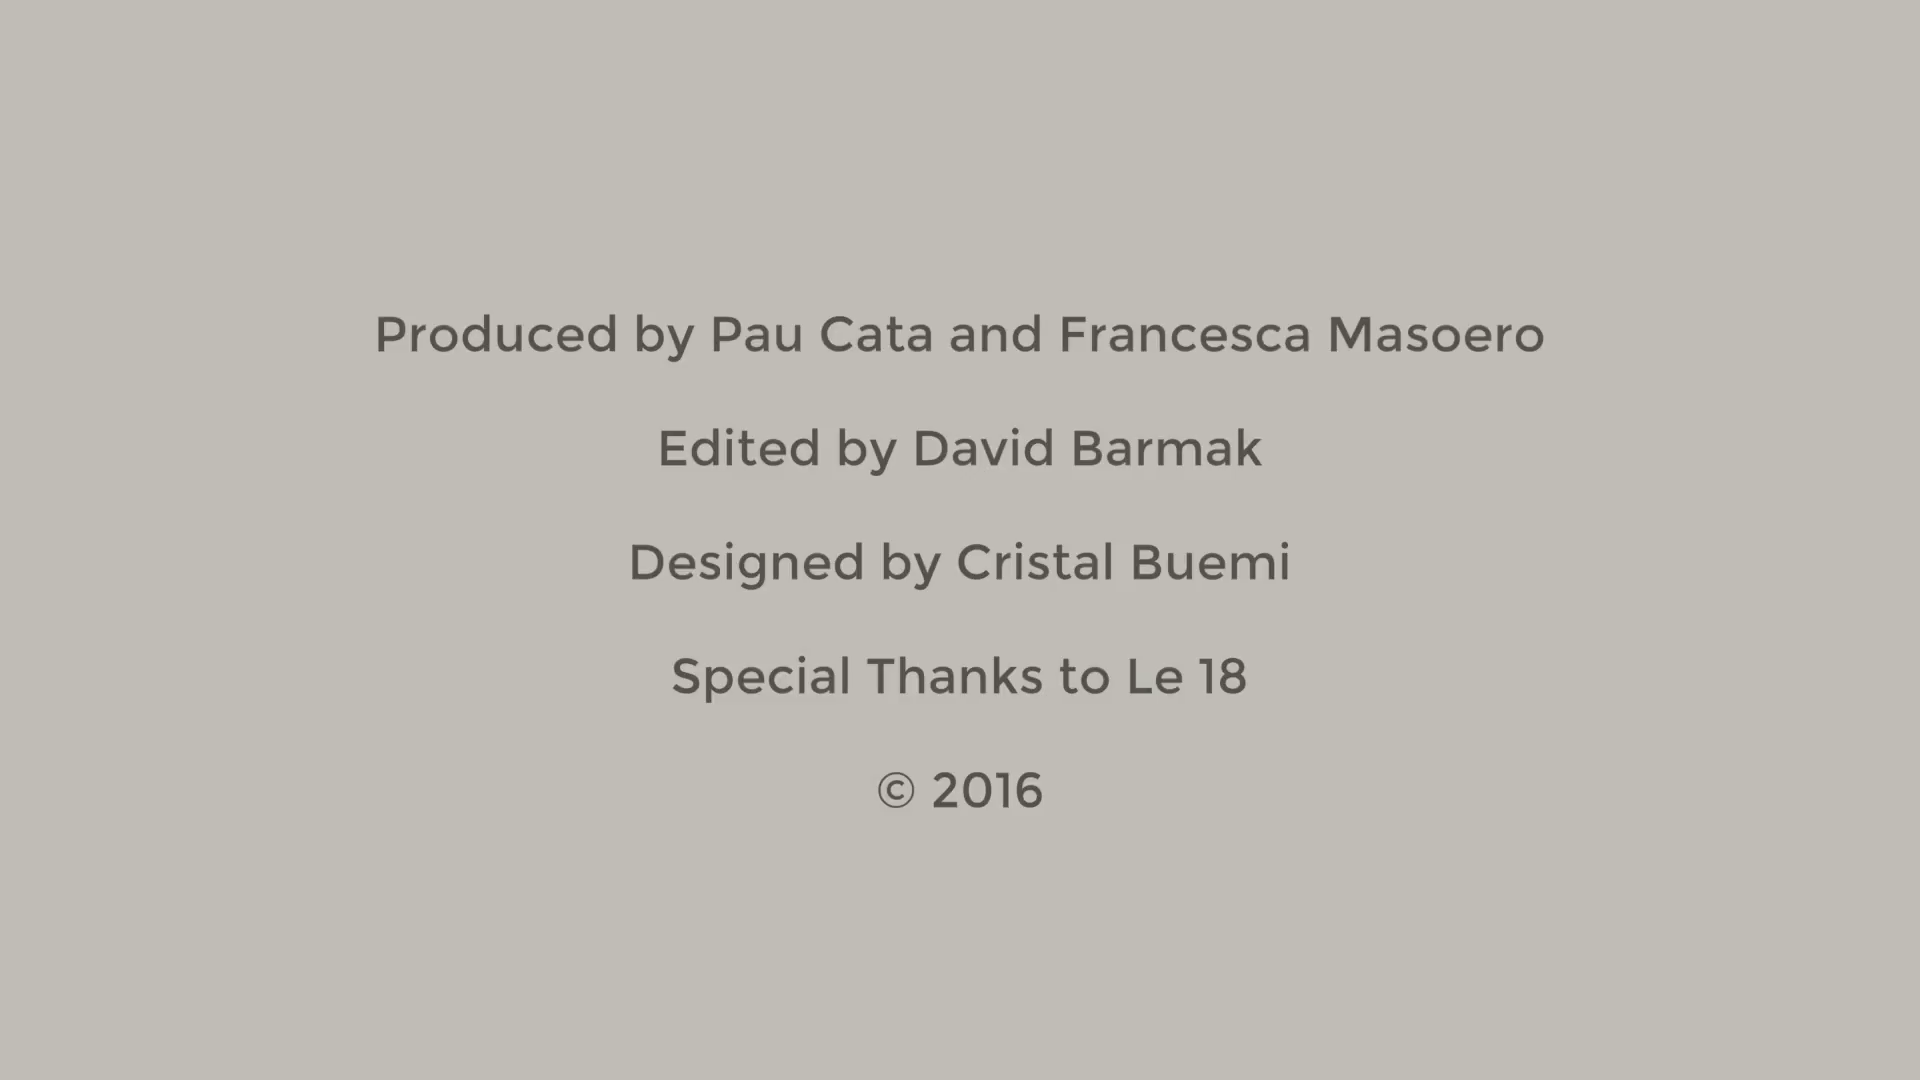 Produced by Pau Cata and Francesca Masoero
Edited by David Barmak
Designed by Cristal Buemi
Special Thanks to Le 18
© 2016